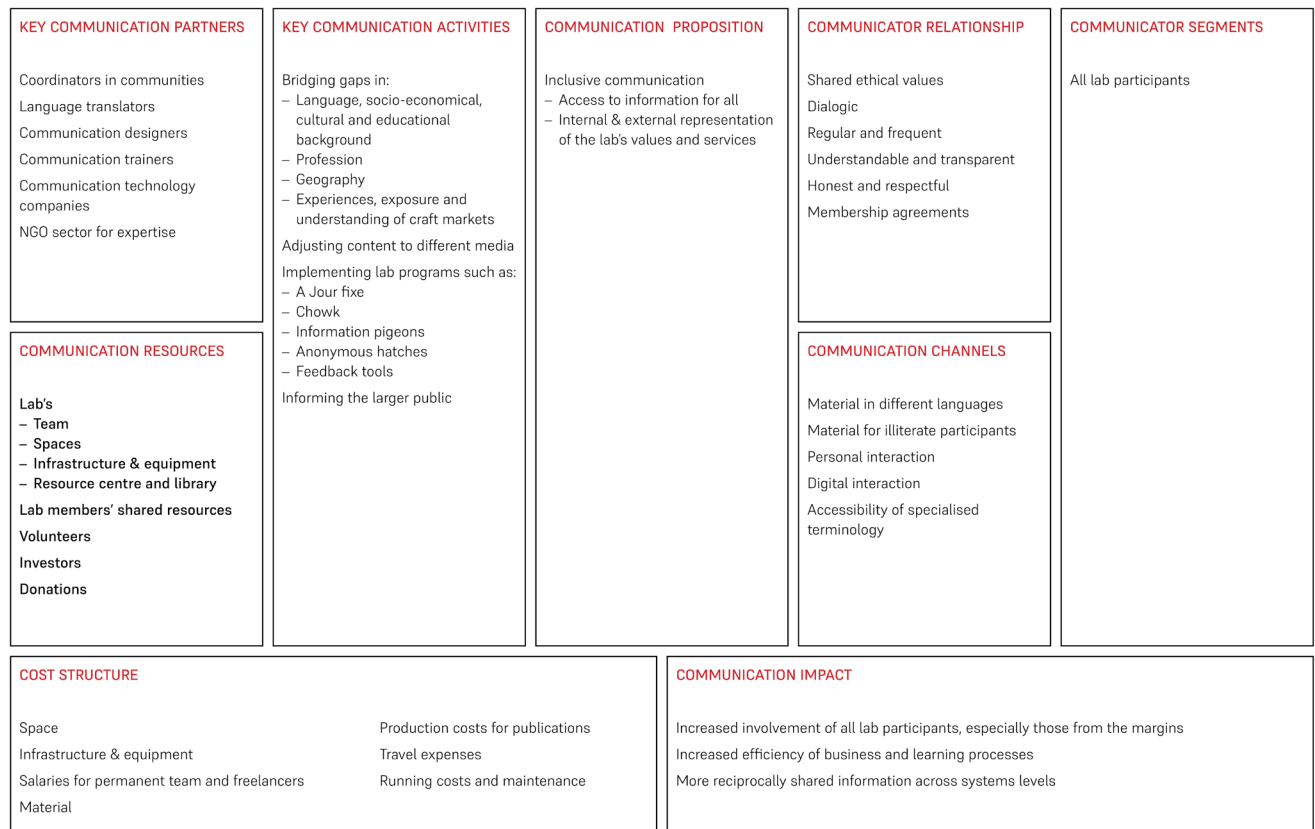 KEY COMMUNICATION PARTNERS
Coordinators in communities
Language translators
Communication designers
Communication trainers
Communication technology
companies
NGO sector for expertise
COMMUNICATION RESOURCES
Lab's
– Team
– Spaces
– Infrastructure & equipment
– Resource centre and library
Lab members' shared resources
Volunteers
Investors
Donations
KEY COMMUNICATION ACTIVITIES
Bridging gaps in:
– Language, socio-economical,
cultural and educational
background
– Profession
– Geography
– Experiences, exposure and
understanding of craft markets
Adjusting content to different media
Implementing lab programs such as:
– A Jour fixe
– Chowk
– Information pigeons
– Anonymous hatches
– Feedback tools
Informing the larger public
COMMUNICATION PROPOSITION
Inclusive communication
– Access to information for all
– Internal & external representation
of the lab's values and services
COMMUNICATOR RELATIONSHIP
Shared ethical values
Dialogic
Regular and frequent
Understandable and transparent
Honest and respectful
Membership agreements
COMMUNICATION CHANNELS
Material in different languages
Material for illiterate participants
Personal interaction
Digital interaction
Accessibility of specialised
terminology
COMMUNICATOR SEGMENTS
All lab participants
COST STRUCTURE
Space
Infrastructure & equipment
Salaries for permanent team and freelancers
Material
Production costs for publications
Travel expenses
Running costs and maintenance
COMMUNICATION IMPACT
Increased involvement of all lab participants, especially those from the margins
Increased efficiency of business and learning processes
More reciprocally shared information across systems levels